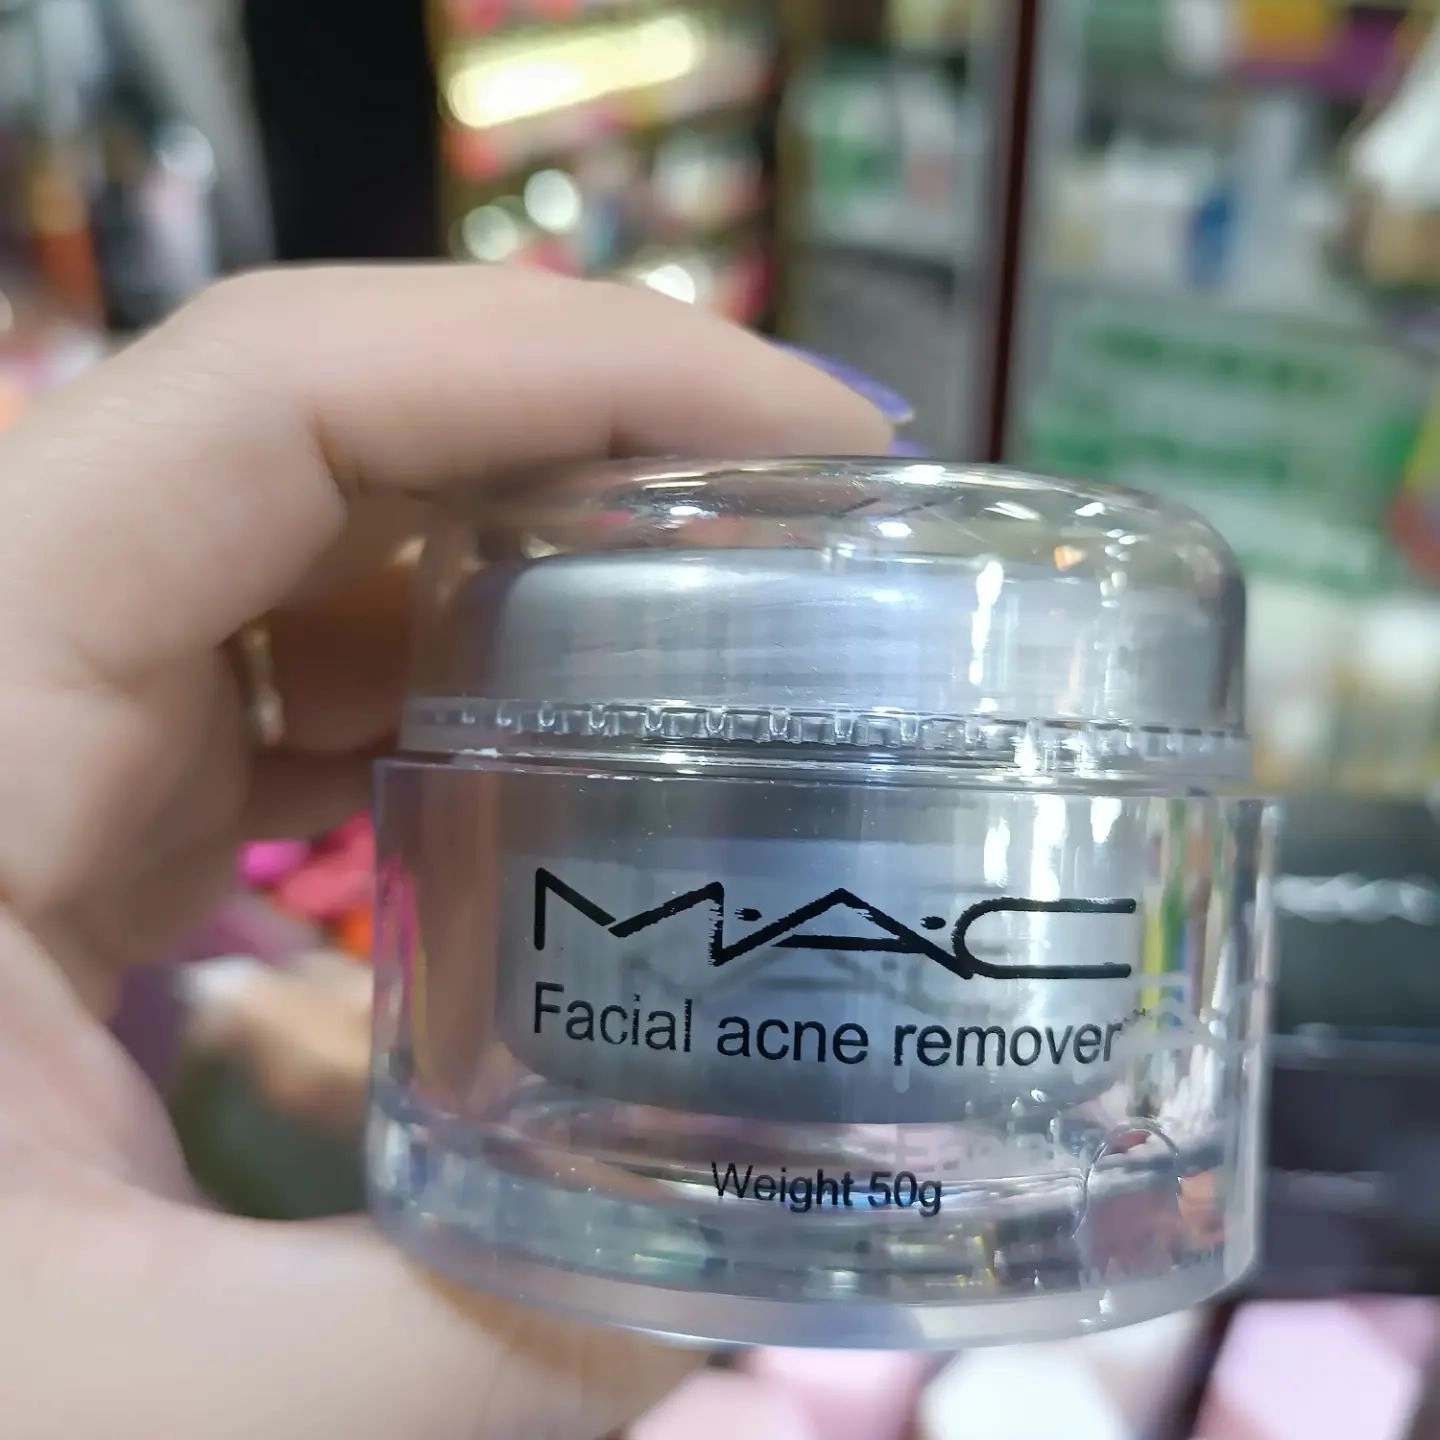 M·A·C
Facial acne remover
Weight 50g